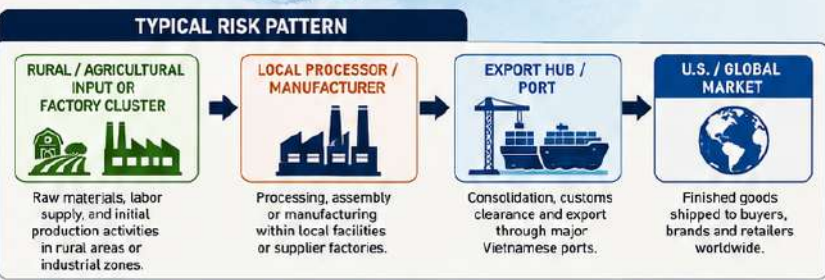 TYPICAL RISK PATTERN
RURAL / AGRICULTURAL
INPUT OR
FACTORY CLUSTER
Raw materials, labor
supply, and initial
production activities
in rural areas or
industrial zones.
LOCAL PROCESSOR /
MANUFACTURER
Processing, assembly
or manufacturing
within local facilities
or supplier factories.
EXPORT HUB /
PORT
Consolidation, customs
clearance and export
through major
Vietnamese ports.
U.S. / GLOBAL
MARKET
Finished goods
shipped to buyers,
brands and retailers
worldwide.